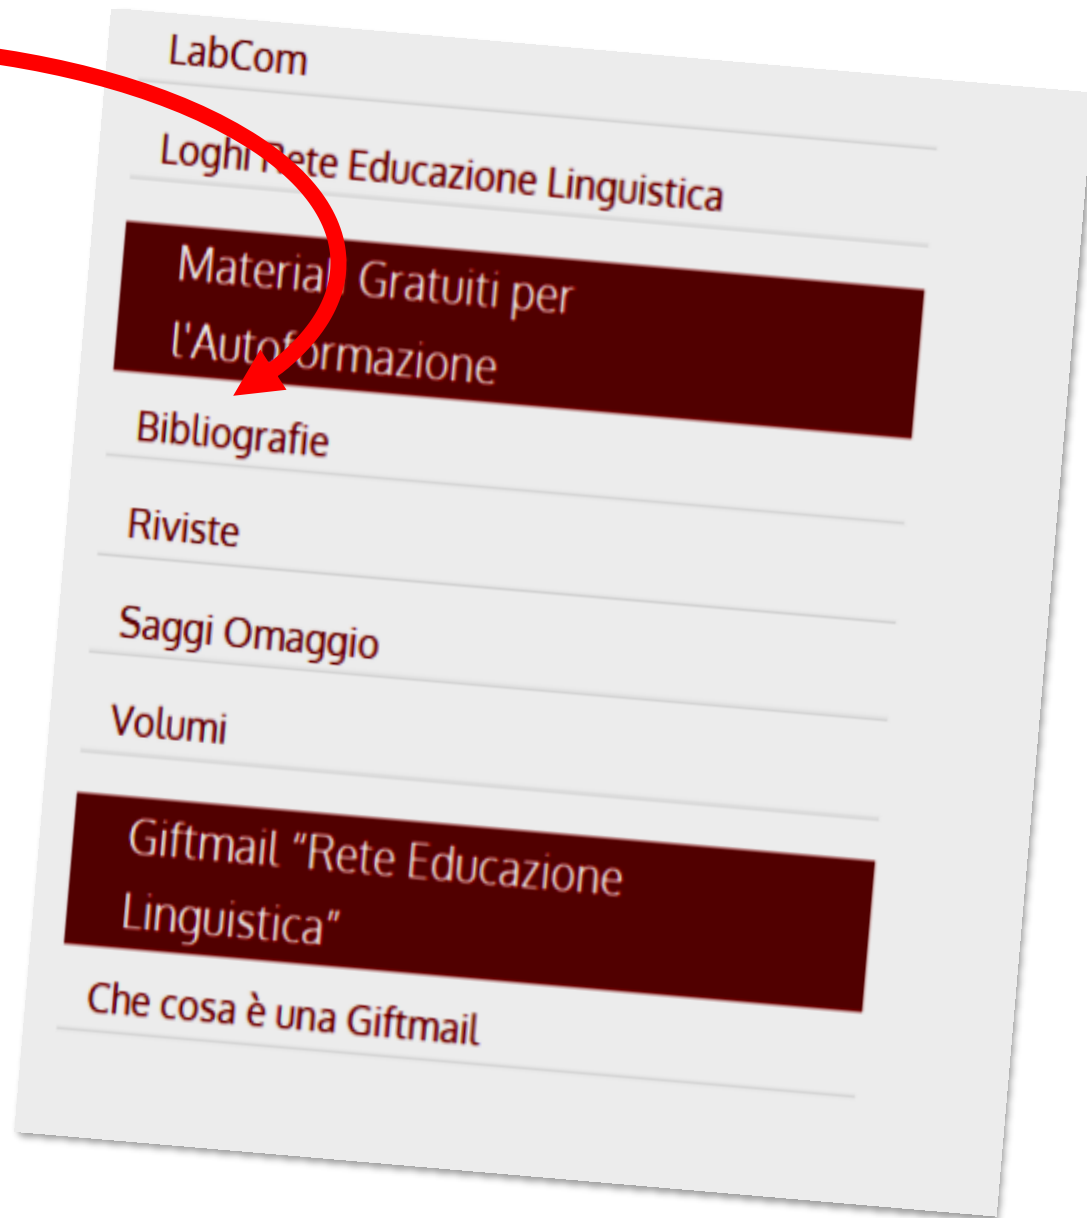 LabCom
Loghi Rete Educazione Linguistica
Materiali Gratuiti per
l'Autoformazione
Bibliografie
Riviste
Saggi Omaggio
Volumi
Giftmail “Rete Educazione
Linguistica”
Che cosa è una Giftmail